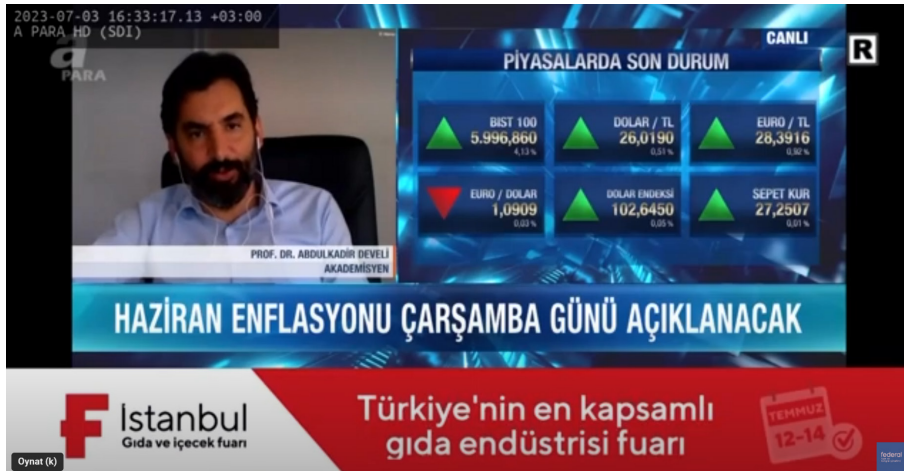 2023-07-03 16:33:17.13 +03:00
A PARA HD (SDI)
a
PARA
CANLI
R
PİYASALARDA SON DURUM
BIST 100
5.996,860
4,13 %
DOLAR / TL
26,0190
0,51 %
EURO / TL
28,3916
0,92 %
EURO / DOLAR
1,0909
0,03 %
DOLAR ENDEKSİ
102,6450
0,05 %
SEPET KUR
27,2507
0,01 %
PROF. DR. ABDULKADİR DEVELİ
AKADEMİSYEN
HAZİRAN ENFLASYONU ÇARŞAMBA GÜNÜ AÇIKLANACAK
F İstanbul
Gıda ve içecek fuarı
Türkiye'nin en kapsamlı
gıda endüstrisi fuarı
TEMMUZ
12-14
Oynat (k)
federal